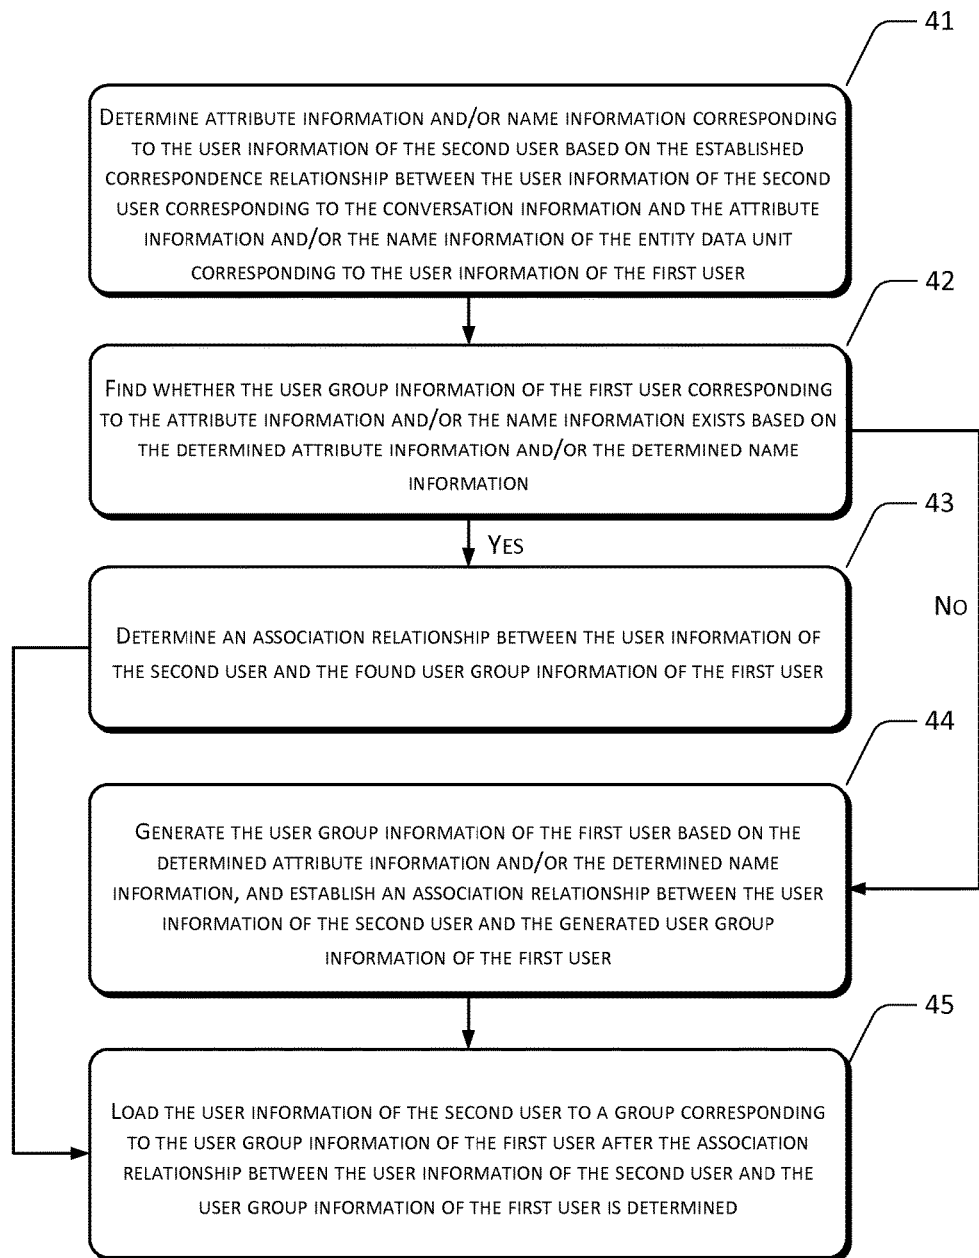 41
DETERMINE ATTRIBUTE INFORMATION AND/OR NAME INFORMATION CORRESPONDING
TO THE USER INFORMATION OF THE SECOND USER BASED ON THE ESTABLISHED
CORRESPONDENCE RELATIONSHIP BETWEEN THE USER INFORMATION OF THE SECOND
USER CORRESPONDING TO THE CONVERSATION INFORMATION AND THE ATTRIBUTE
INFORMATION AND/OR THE NAME INFORMATION OF THE ENTITY DATA UNIT
CORRESPONDING TO THE USER INFORMATION OF THE FIRST USER
42
FIND WHETHER THE USER GROUP INFORMATION OF THE FIRST USER CORRESPONDING
TO THE ATTRIBUTE INFORMATION AND/OR THE NAME INFORMATION EXISTS BASED ON
THE DETERMINED ATTRIBUTE INFORMATION AND/OR THE DETERMINED NAME
INFORMATION
43
YES
NO
DETERMINE AN ASSOCIATION RELATIONSHIP BETWEEN THE USER INFORMATION OF
THE SECOND USER AND THE FOUND USER GROUP INFORMATION OF THE FIRST USER
44
GENERATE THE USER GROUP INFORMATION OF THE FIRST USER BASED ON THE
DETERMINED ATTRIBUTE INFORMATION AND/OR THE DETERMINED NAME
INFORMATION, AND ESTABLISH AN ASSOCIATION RELATIONSHIP BETWEEN THE USER
INFORMATION OF THE SECOND USER AND THE GENERATED USER GROUP
INFORMATION OF THE FIRST USER
45
LOAD THE USER INFORMATION OF THE SECOND USER TO A GROUP CORRESPONDING
TO THE USER GROUP INFORMATION OF THE FIRST USER AFTER THE ASSOCIATION
RELATIONSHIP BETWEEN THE USER INFORMATION OF THE SECOND USER AND THE
USER GROUP INFORMATION OF THE FIRST USER IS DETERMINED